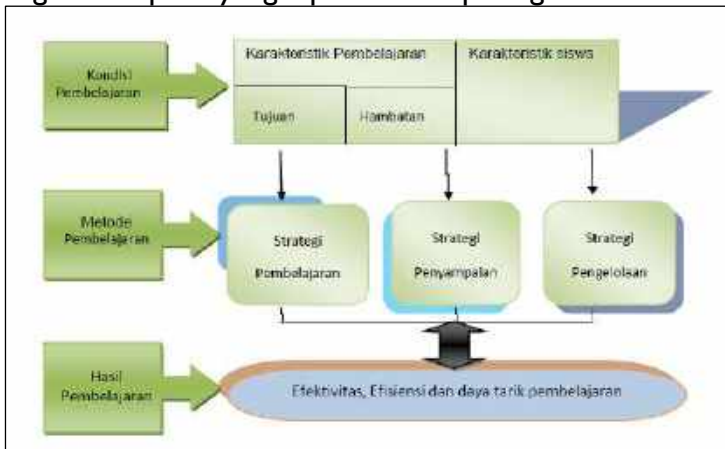 Kondisi
Pembelajaran
Karakteristik Pembelajaran
Karakteristik siswa
Tujuan
Hambatan
Metode
Pembelajaran
Strategi
Pembelajaran
Strategi
Penyampaian
Strategi
Pengelolaan
Hasil
Pembelajaran
Efektivitas, Efisiensi dan daya tarik pembelajaran